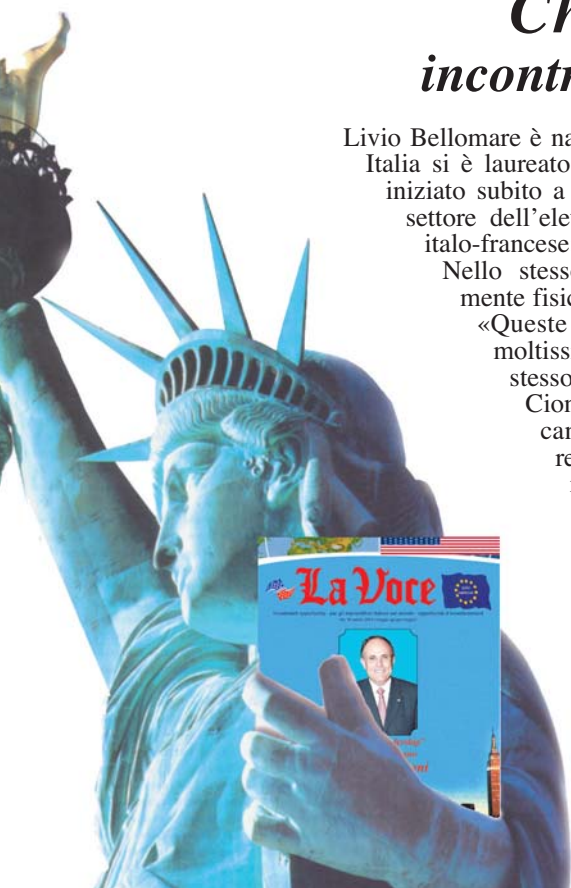 Ch
incontr
Livio Bellomare è na
Italia si è laureato
iniziato subito a
settore dell’ele
italo-francese
Nello stess
mente fisic
«Queste
moltiss
stesso
Cion
can
re
La Voce